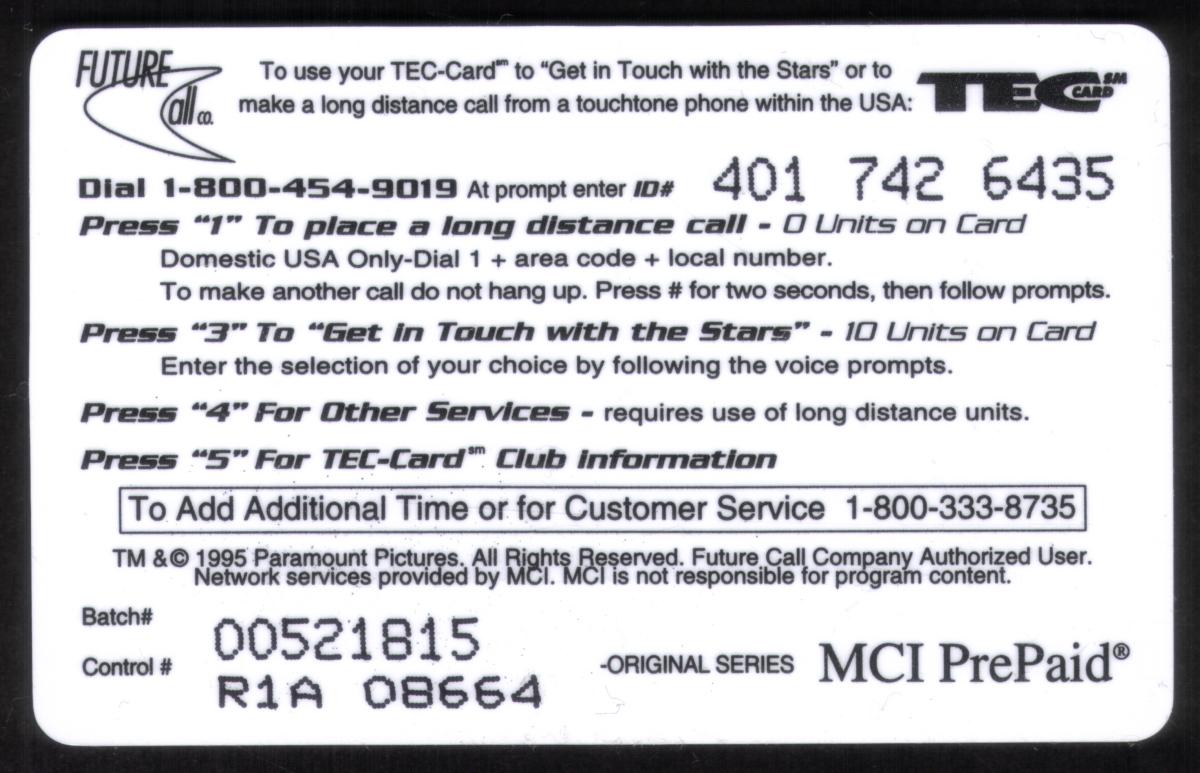 FUTURE Call CO.
To use your TEC-Card℠ to “Get in Touch with the Stars” or to
make a long distance call from a touchtone phone within the USA:
TEC CARD SM
Dial 1-800-454-9019 At prompt enter ID# 401 742 6435
Press “1” To place a long distance call - 0 Units on Card
Domestic USA Only-Dial 1 + area code + local number.
To make another call do not hang up. Press # for two seconds, then follow prompts.
Press “3” To “Get in Touch with the Stars” - 10 Units on Card
Enter the selection of your choice by following the voice prompts.
Press “4” For Other Services - requires use of long distance units.
Press “5” For TEC-Card℠ Club information
To Add Additional Time or for Customer Service 1-800-333-8735
TM & © 1995 Paramount Pictures. All Rights Reserved. Future Call Company Authorized User.
Network services provided by MCI. MCI is not responsible for program content.
Batch# 00521815
Control # R1A 08664
-ORIGINAL SERIES MCI PrePaid®